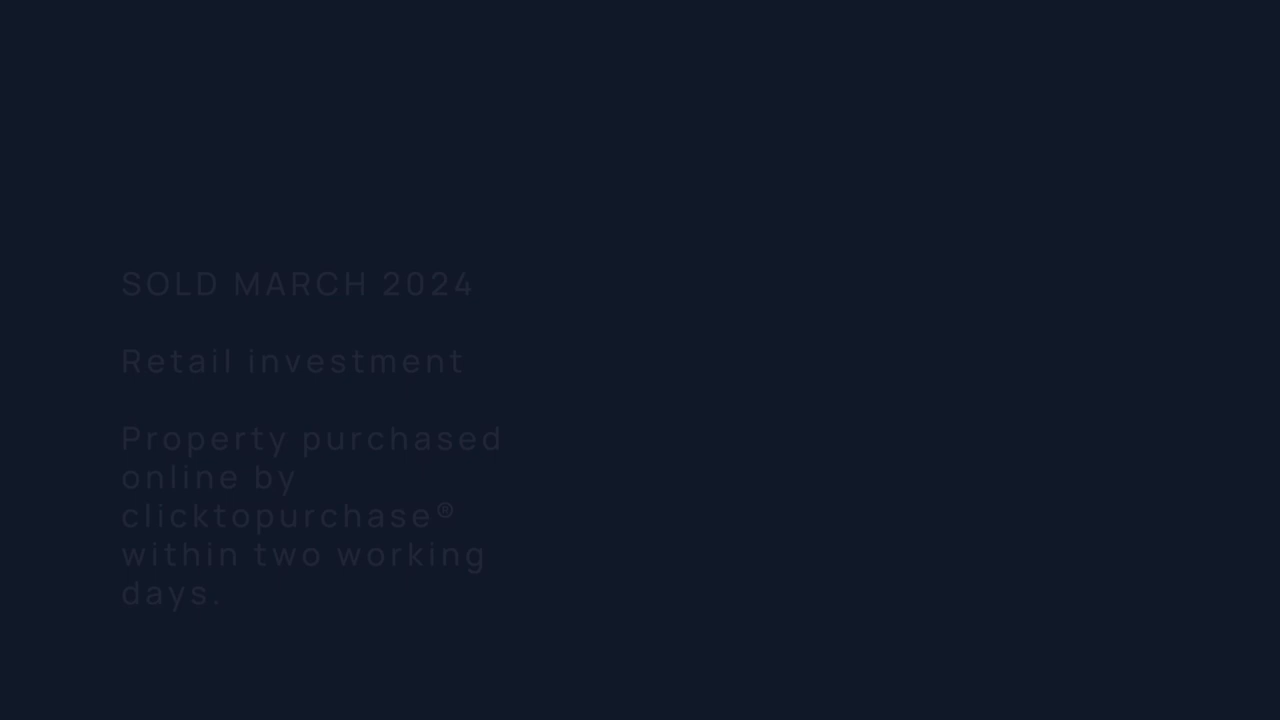 SOLD MARCH 2024
Retail investment
Property purchased
online by
clicktopurchase®
within two working
days.